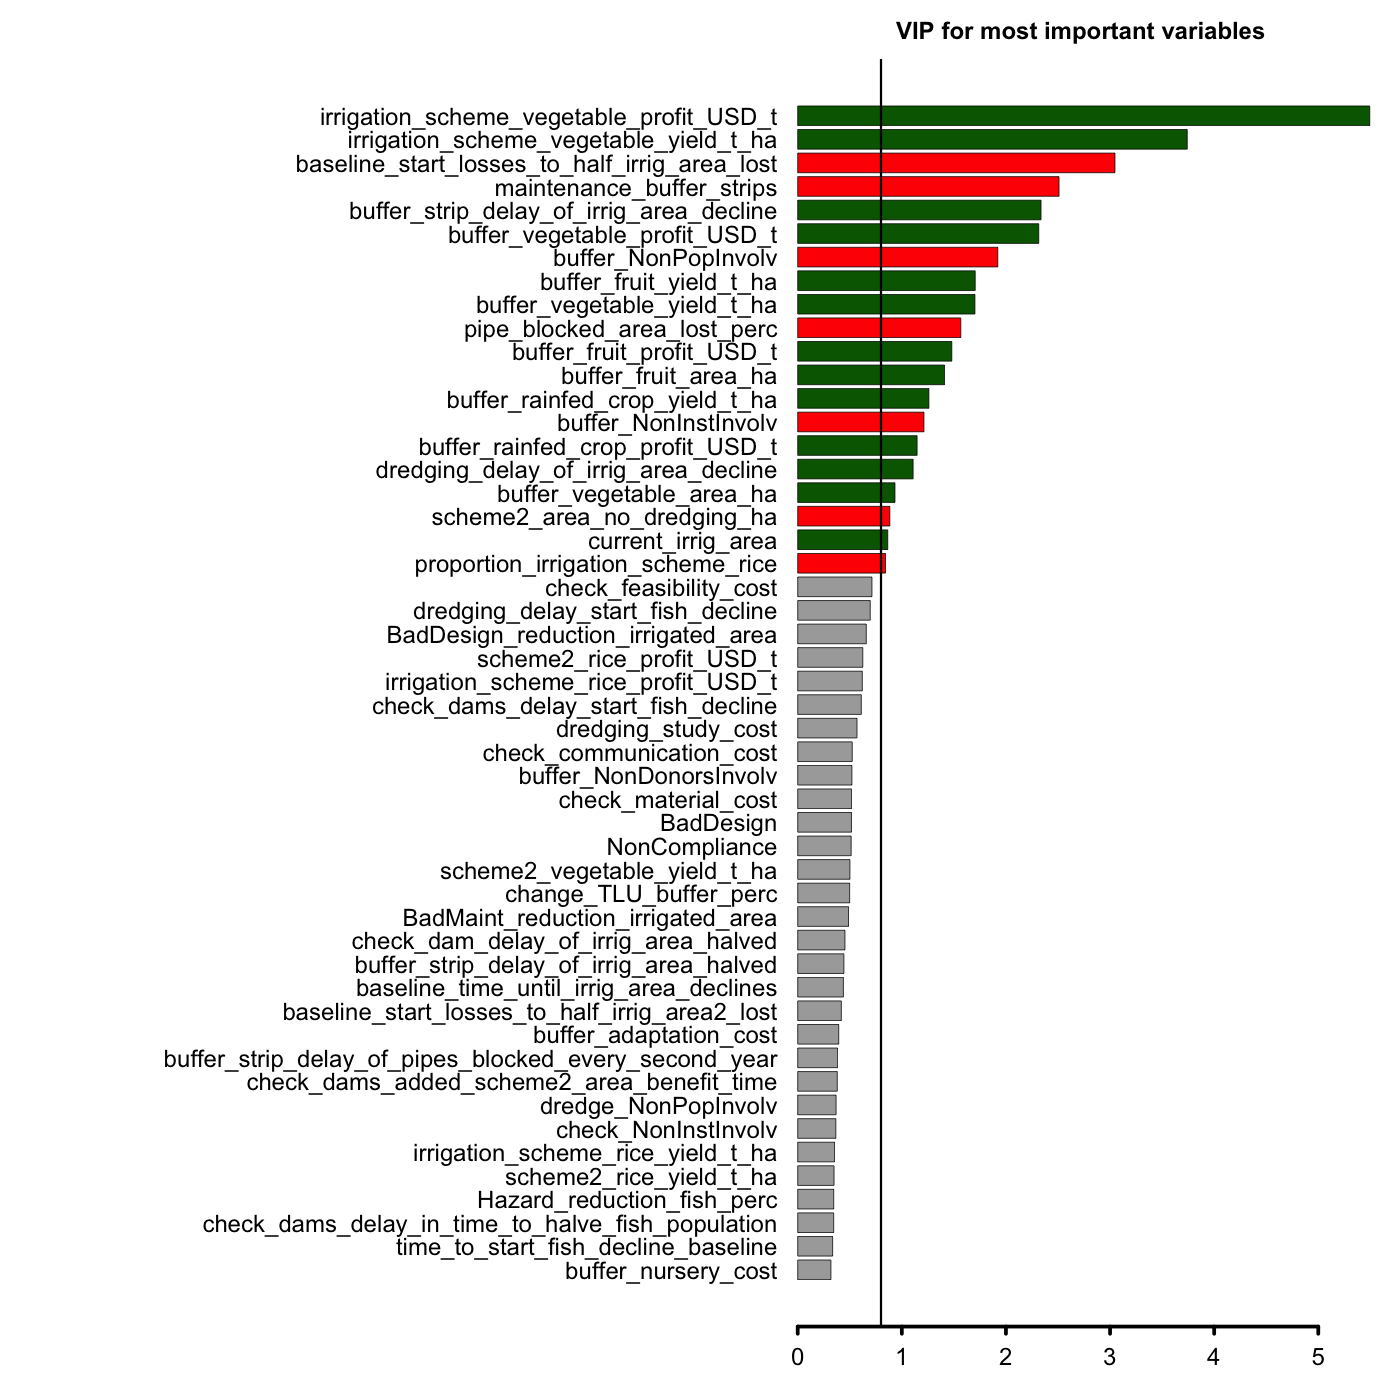 VIP for most important variables
irrigation_scheme_vegetable_profit_USD_t
irrigation_scheme_vegetable_yield_t_ha
baseline_start_losses_to_half_irrig_area_lost
maintenance_buffer_strips
buffer_strip_delay_of_irrig_area_decline
buffer_vegetable_profit_USD_t
buffer_NonPopInvolv
buffer_fruit_yield_t_ha
buffer_vegetable_yield_t_ha
pipe_blocked_area_lost_perc
buffer_fruit_profit_USD_t
buffer_fruit_area_ha
buffer_rainfed_crop_yield_t_ha
buffer_NonInstInvolv
buffer_rainfed_crop_profit_USD_t
dredging_delay_of_irrig_area_decline
buffer_vegetable_area_ha
scheme2_area_no_dredging_ha
current_irrig_area
proportion_irrigation_scheme_rice
check_feasibility_cost
dredging_delay_start_fish_decline
BadDesign_reduction_irrigated_area
scheme2_rice_profit_USD_t
irrigation_scheme_rice_profit_USD_t
check_dams_delay_start_fish_decline
dredging_study_cost
check_communication_cost
buffer_NonDonorsInvolv
check_material_cost
BadDesign
NonCompliance
scheme2_vegetable_yield_t_ha
change_TLU_buffer_perc
BadMaint_reduction_irrigated_area
check_dam_delay_of_irrig_area_halved
buffer_strip_delay_of_irrig_area_halved
baseline_time_until_irrig_area_declines
baseline_start_losses_to_half_irrig_area2_lost
buffer_adaptation_cost
buffer_strip_delay_of_pipes_blocked_every_second_year
check_dams_added_scheme2_area_benefit_time
dredge_NonPopInvolv
check_NonInstInvolv
irrigation_scheme_rice_yield_t_ha
scheme2_rice_yield_t_ha
Hazard_reduction_fish_perc
check_dams_delay_in_time_to_halve_fish_population
time_to_start_fish_decline_baseline
buffer_nursery_cost
0 1 2 3 4 5